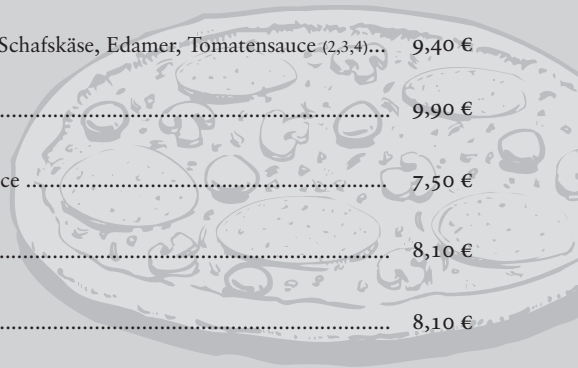 Schafskäse, Edamer, Tomatensauce (2,3,4)... 9,40 €
............................................................ 9,90 €
ce ............................................................ 7,50 €
............................................................ 8,10 €
............................................................ 8,10 €